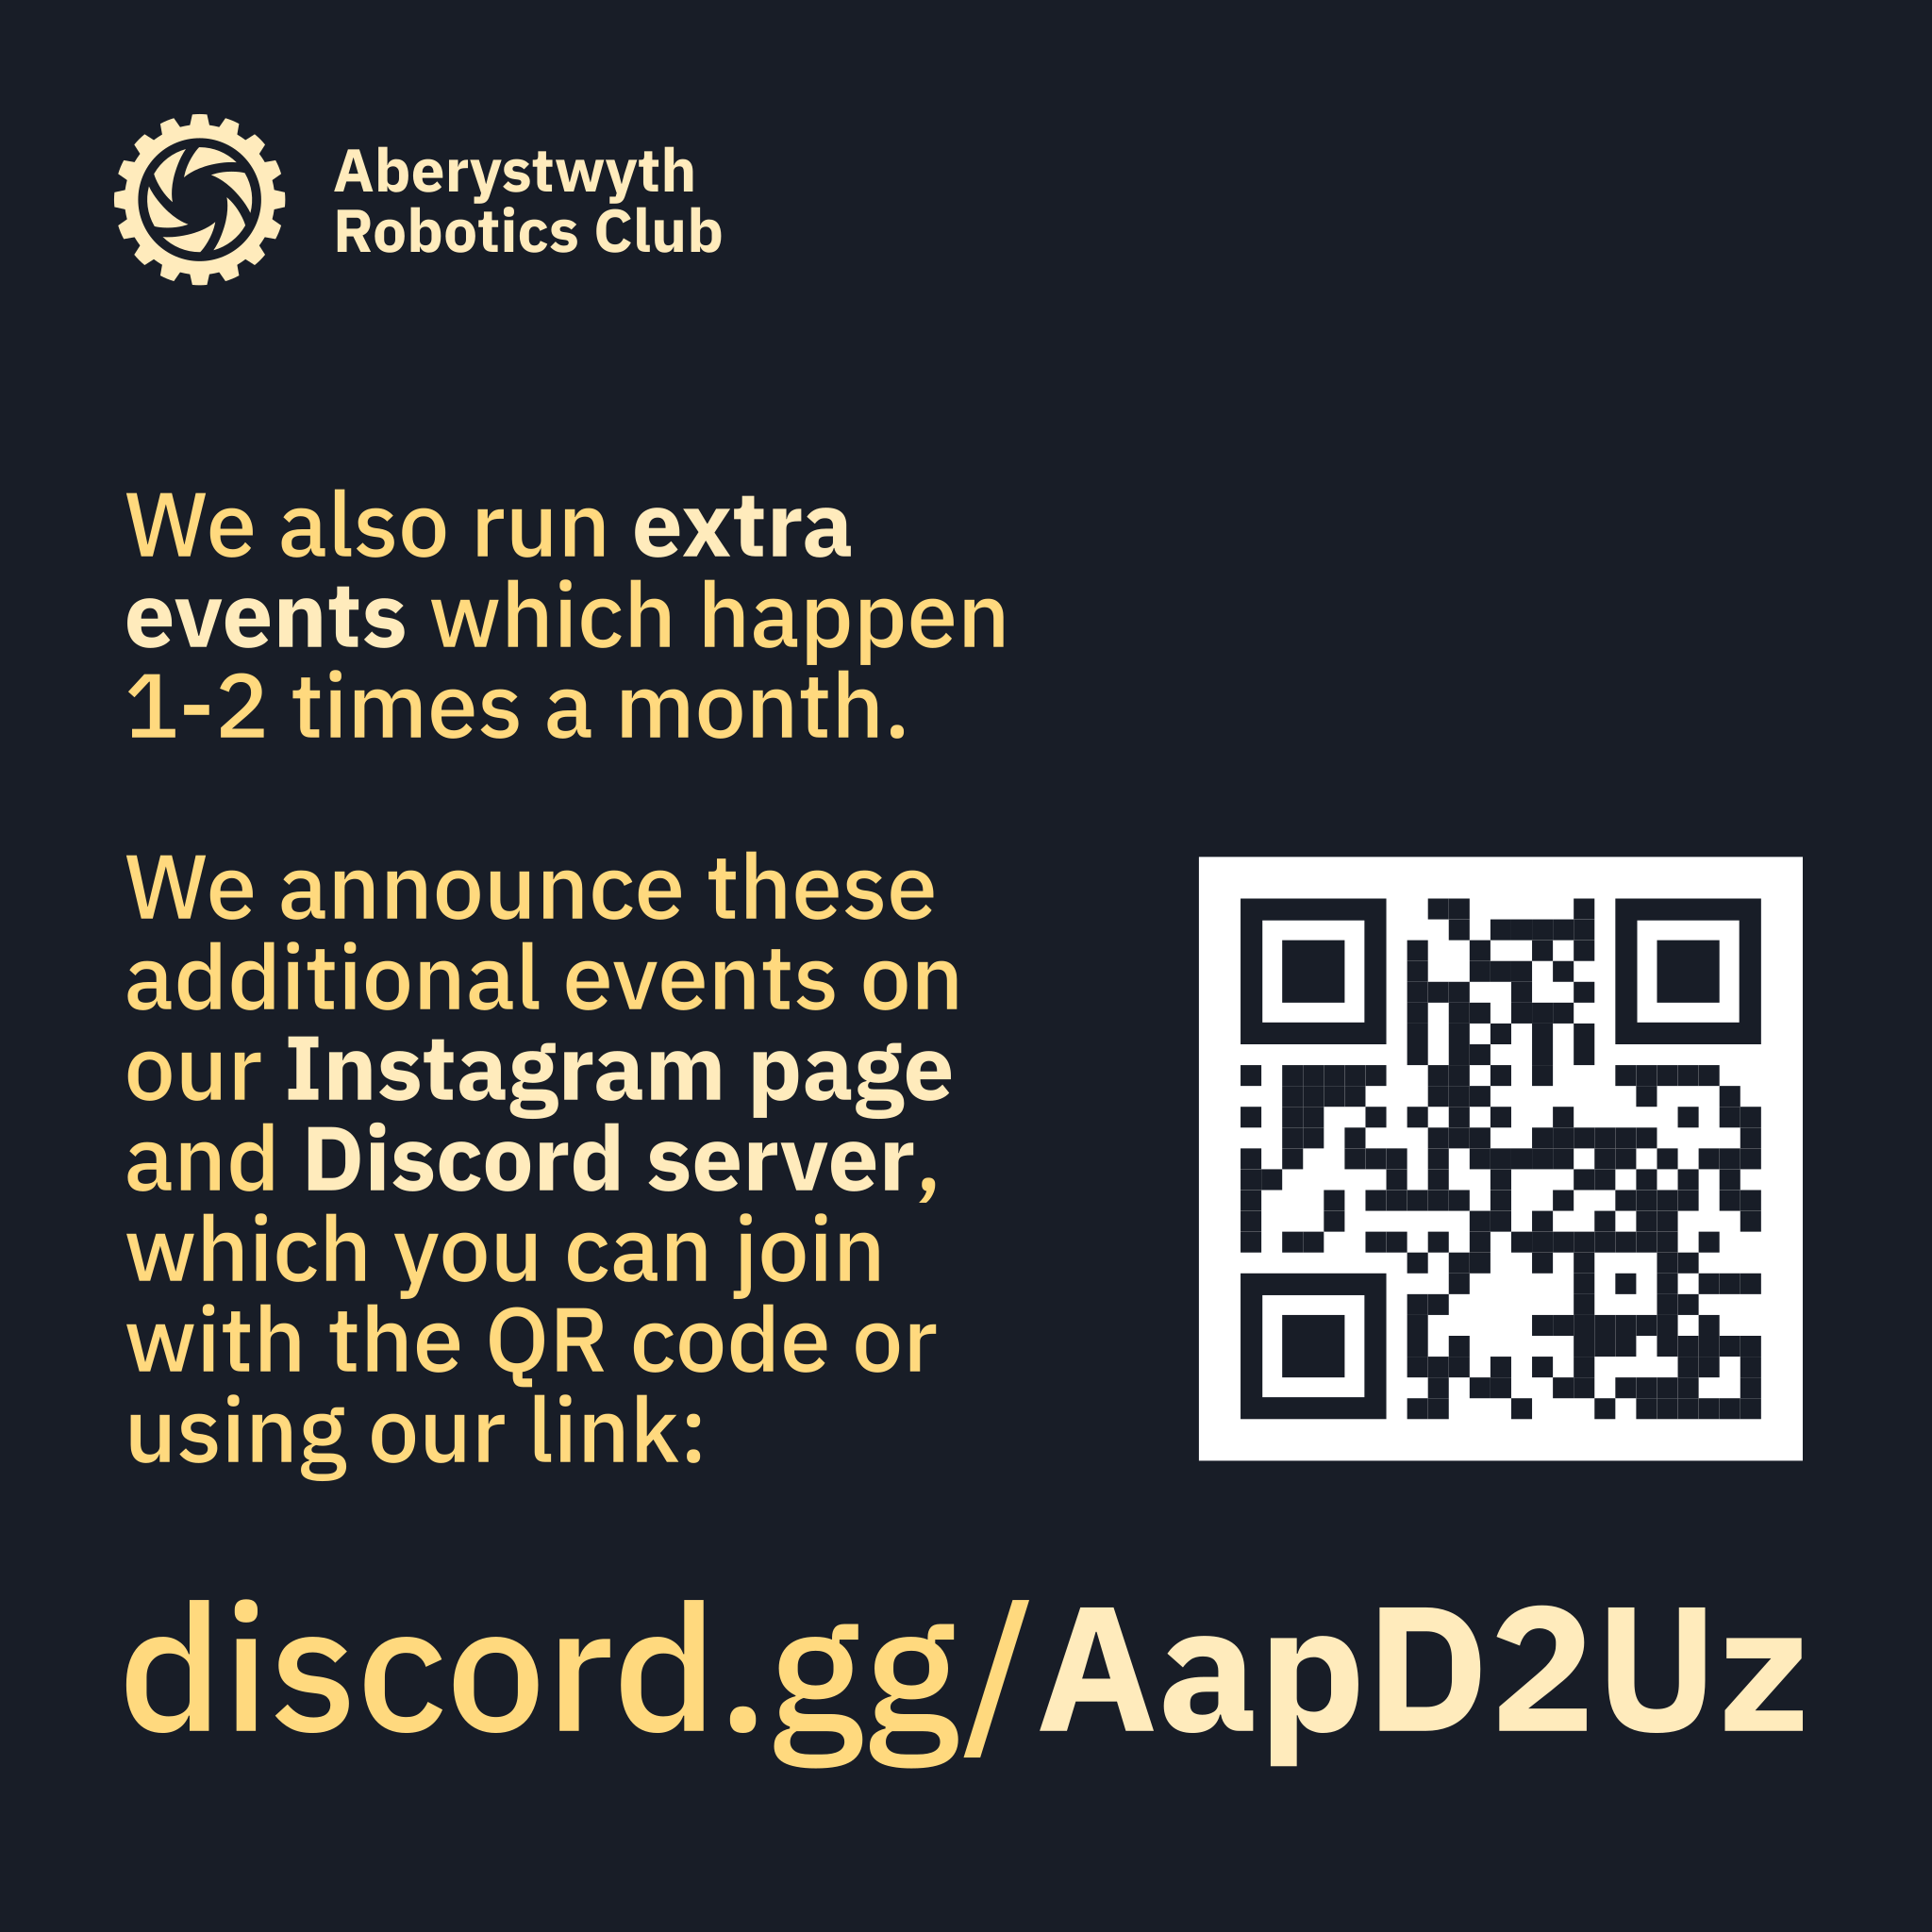 Aberystwyth
Robotics Club
We also run extra
events which happen
1-2 times a month.
We announce these
additional events on
our Instagram page
and Discord server,
which you can join
with the QR code or
using our link:
discord.gg/AapD2Uz